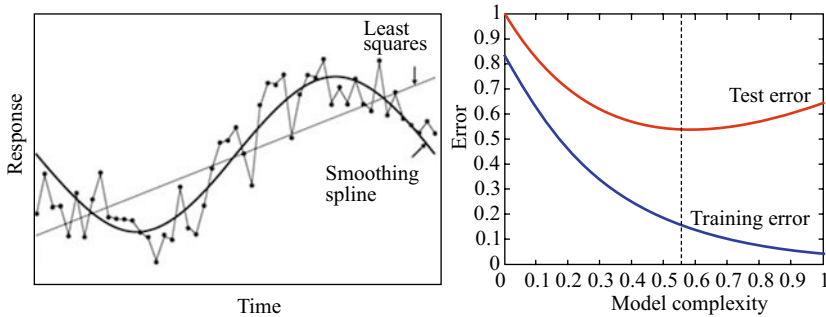 Least
squares
Response
Smoothing
spline
Time
1
0.9
0.8
0.7
0.6
0.5
0.4
0.3
0.2
0.1
0
Error
Test error
Training error
0 0.1 0.2 0.3 0.4 0.5 0.6 0.7 0.8 0.9 1
Model complexity